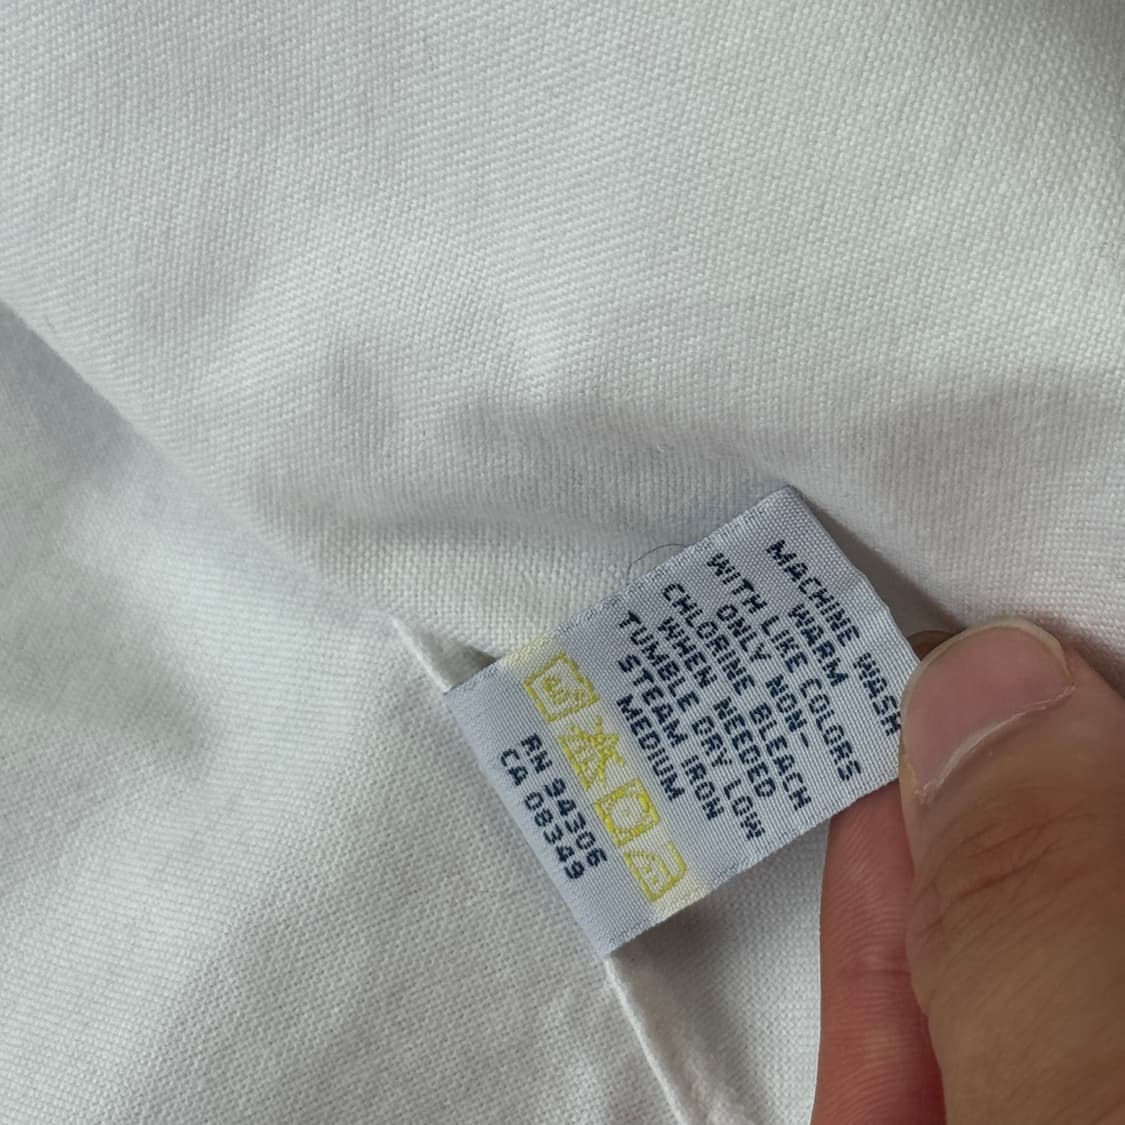 MACHINE WASH
WARM
WITH LIKE COLORS
ONLY NON-
CHLORINE BLEACH
WHEN NEEDED
TUMBLE DRY LOW
STEAM IRON
MEDIUM
RN 94306
CA 08349